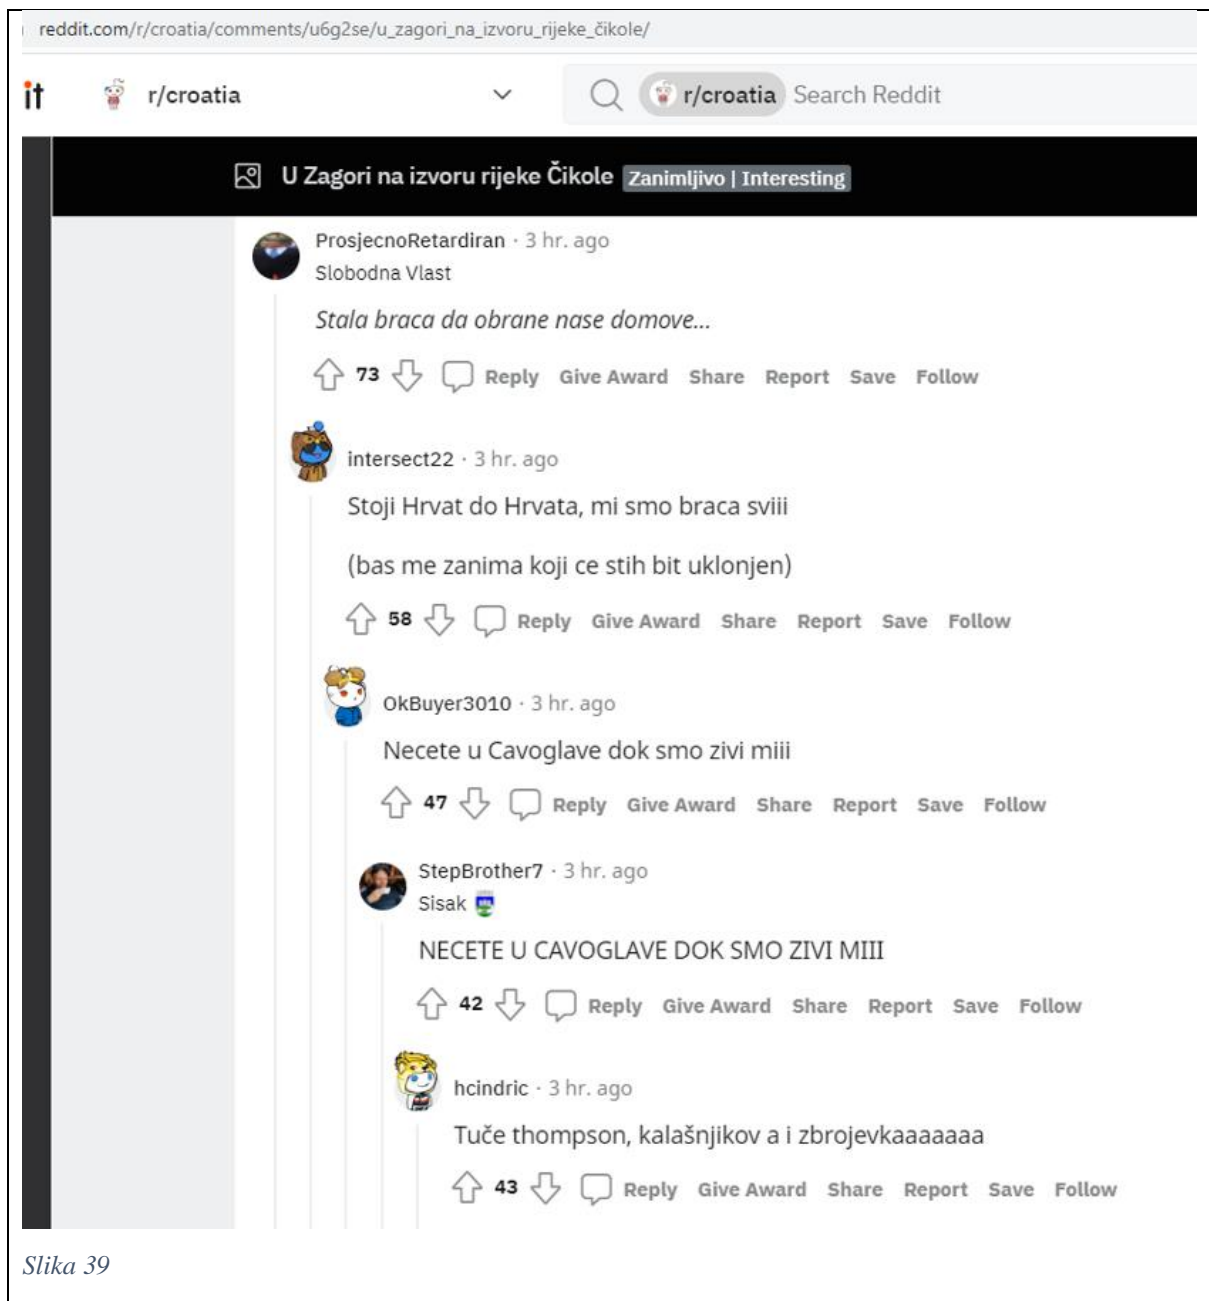 reddit.com/r/croatia/comments/u6g2se/u_zagori_na_izvoru_rijeke_čikole/
it r/croatia r/croatia Search Reddit
U Zagori na izvoru rijeke Čikole Zanimljivo | Interesting
ProsjecnoRetardiran · 3 hr. ago
Slobodna Vlast
Stala braca da obrane nase domove...
73 Reply Give Award Share Report Save Follow
intersect22 · 3 hr. ago
Stoji Hrvat do Hrvata, mi smo braca sviii
(bas me zanima koji ce stih bit uklonjen)
58 Reply Give Award Share Report Save Follow
OkBuyer3010 · 3 hr. ago
Necete u Cavoglave dok smo zivi miii
47 Reply Give Award Share Report Save Follow
StepBrother7 · 3 hr. ago
Sisak
NECETE U CAVOGLAVE DOK SMO ZIVI MIII
42 Reply Give Award Share Report Save Follow
hcindric · 3 hr. ago
Tuče thompson, kalašnjikov a i zbrojevkaaaaaaa
43 Reply Give Award Share Report Save Follow
Slika 39